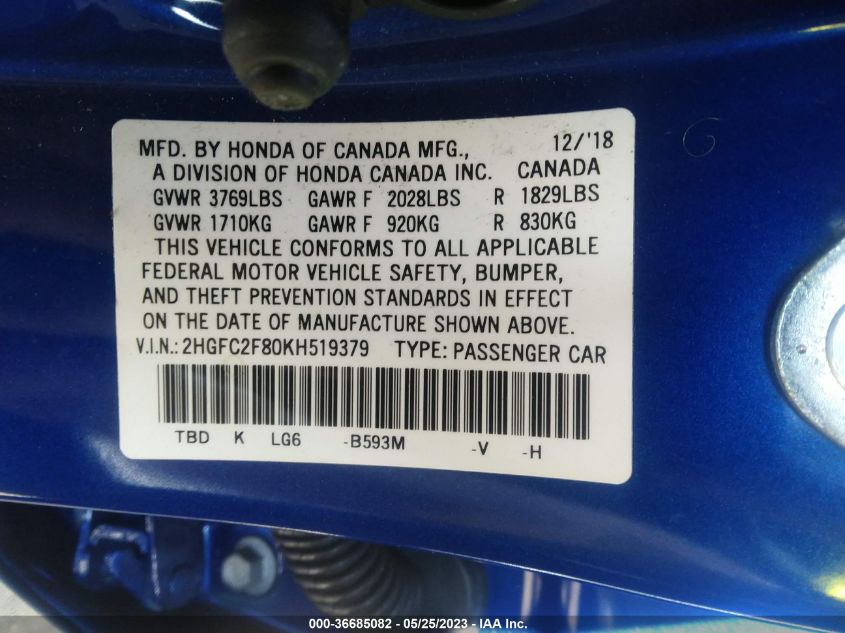 MFD. BY HONDA OF CANADA MFG., 12/'18
A DIVISION OF HONDA CANADA INC. CANADA
GVWR 3769LBS GAWR F 2028LBS R 1829LBS
GVWR 1710KG GAWR F 920KG R 830KG
THIS VEHICLE CONFORMS TO ALL APPLICABLE
FEDERAL MOTOR VEHICLE SAFETY, BUMPER,
AND THEFT PREVENTION STANDARDS IN EFFECT
ON THE DATE OF MANUFACTURE SHOWN ABOVE.
V.I.N.: 2HGFC2F80KH519379 TYPE: PASSENGER CAR
TBD K LG6 -B593M -V -H
000-36685082 - 05/25/2023 - IAA Inc.